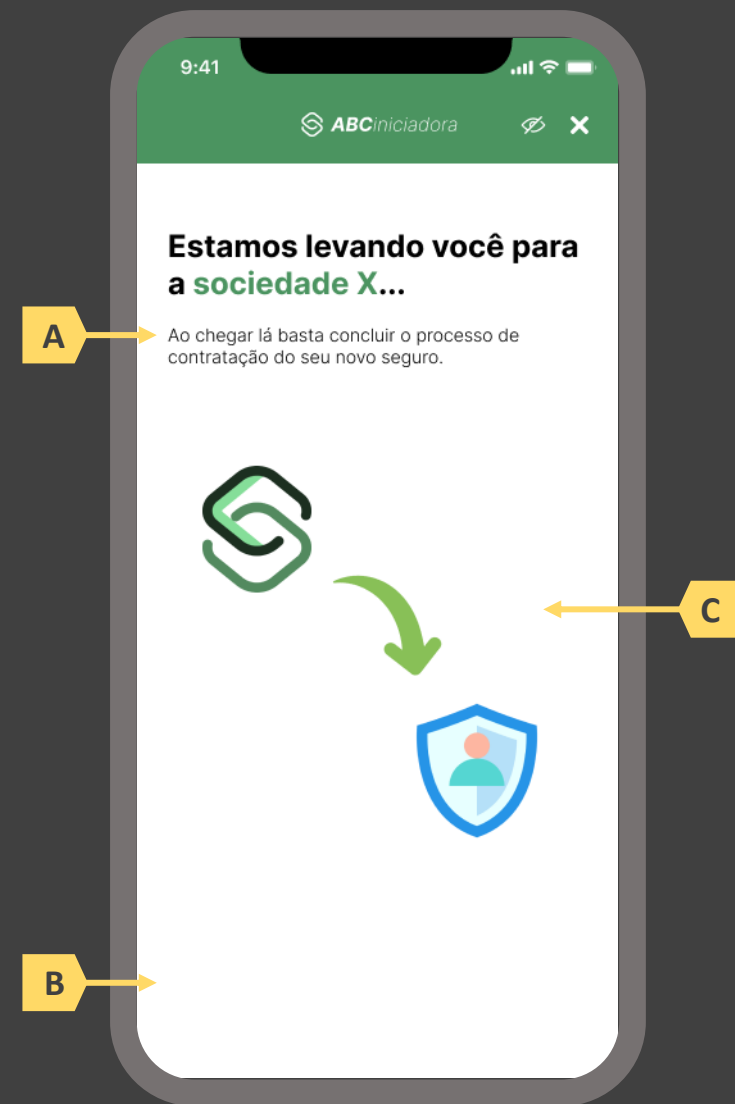 9:41
ABCiniciadora
Estamos levando você para
a sociedade X...
A
Ao chegar lá basta concluir o processo de
contratação do seu novo seguro.
C
B